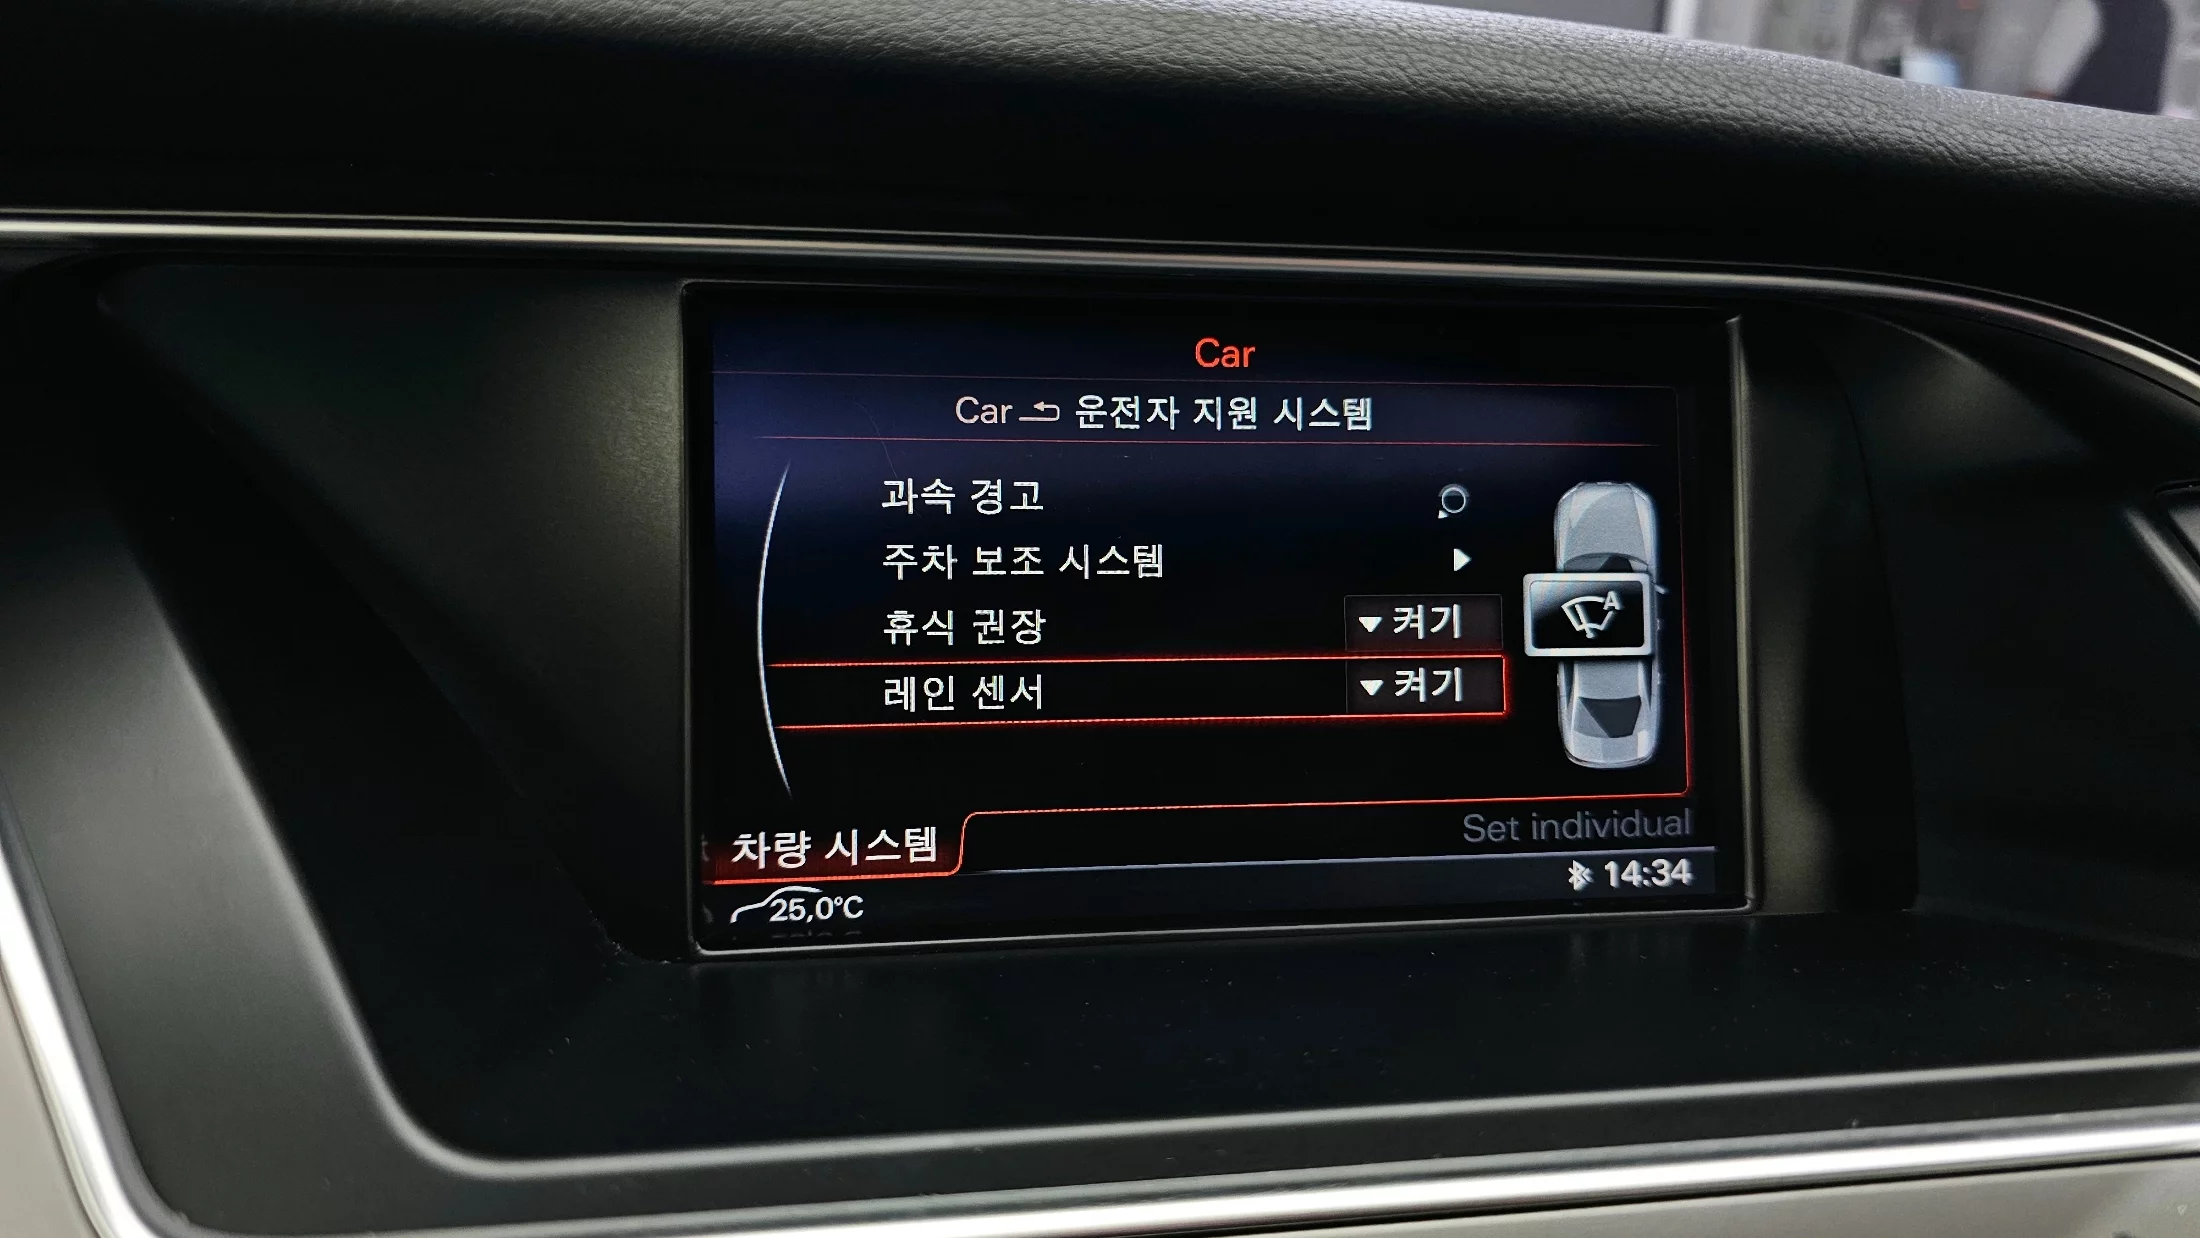 Car
Car 운전자 지원 시스템
과속 경고
주차 보조 시스템
휴식 권장 켜기
레인 센서 켜기
A
차량 시스템
Set individual
25,0°C
14:34